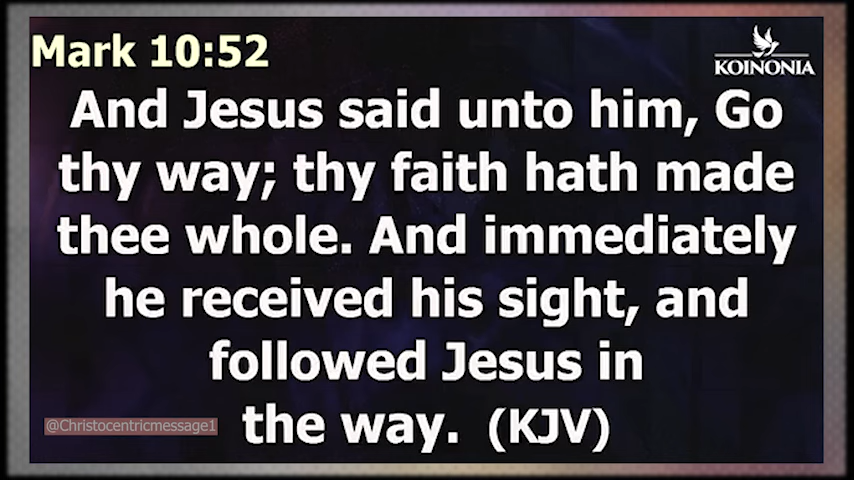 Mark 10:52
KOINONIA
And Jesus said unto him, Go
thy way; thy faith hath made
thee whole. And immediately
he received his sight, and
followed Jesus in
the way. (KJV)
@Christocentricmessage1